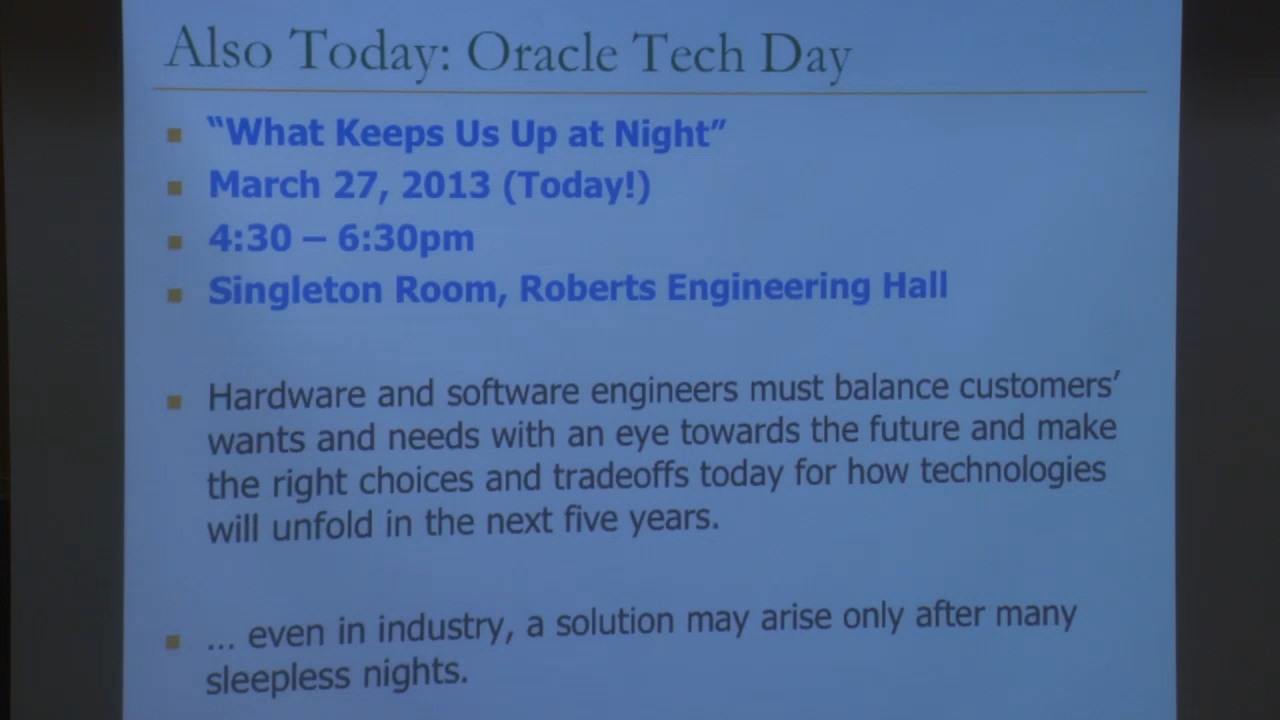 Also Today: Oracle Tech Day
“What Keeps Us Up at Night”
March 27, 2013 (Today!)
4:30 – 6:30pm
Singleton Room, Roberts Engineering Hall
Hardware and software engineers must balance customers’
wants and needs with an eye towards the future and make
the right choices and tradeoffs today for how technologies
will unfold in the next five years.
... even in industry, a solution may arise only after many
sleepless nights.